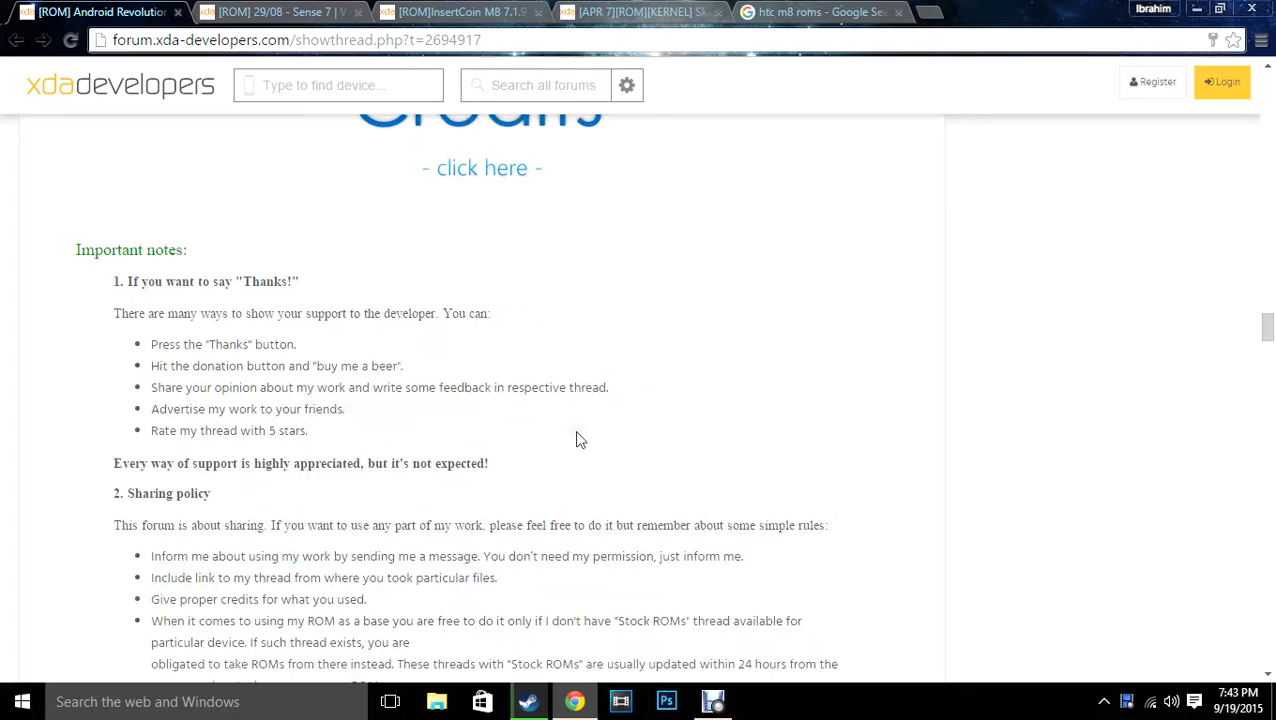 [ROM] Android Revolution
[ROM] 29/08 - Sense 7 | V
[ROM]InsertCoin M8 7.1.9
[APR 7][ROM][KERNEL] Sk
htc m8 roms - Google Sea
Ibrahim
forum.xda-developers.com/showthread.php?t=2694917
xdadevelopers
Type to find device...
Search all forums
Register
Login
Credits
- click here -
Important notes:
1. If you want to say "Thanks!"
There are many ways to show your support to the developer. You can:
Press the "Thanks" button.
Hit the donation button and "buy me a beer".
Share your opinion about my work and write some feedback in respective thread.
Advertise my work to your friends.
Rate my thread with 5 stars.
Every way of support is highly appreciated, but it's not expected!
2. Sharing policy
This forum is about sharing. If you want to use any part of my work, please feel free to do it but remember about some simple rules:
Inform me about using my work by sending me a message. You don't need my permission, just inform me.
Include link to my thread from where you took particular files.
Give proper credits for what you used.
When it comes to using my ROM as a base you are free to do it only if I don't have "Stock ROMs" thread available for
particular device. If such thread exists, you are
obligated to take ROMs from there instead. These threads with "Stock ROMs" are usually updated within 24 hours from the
Search the web and Windows
Ps
7:43 PM
9/19/2015